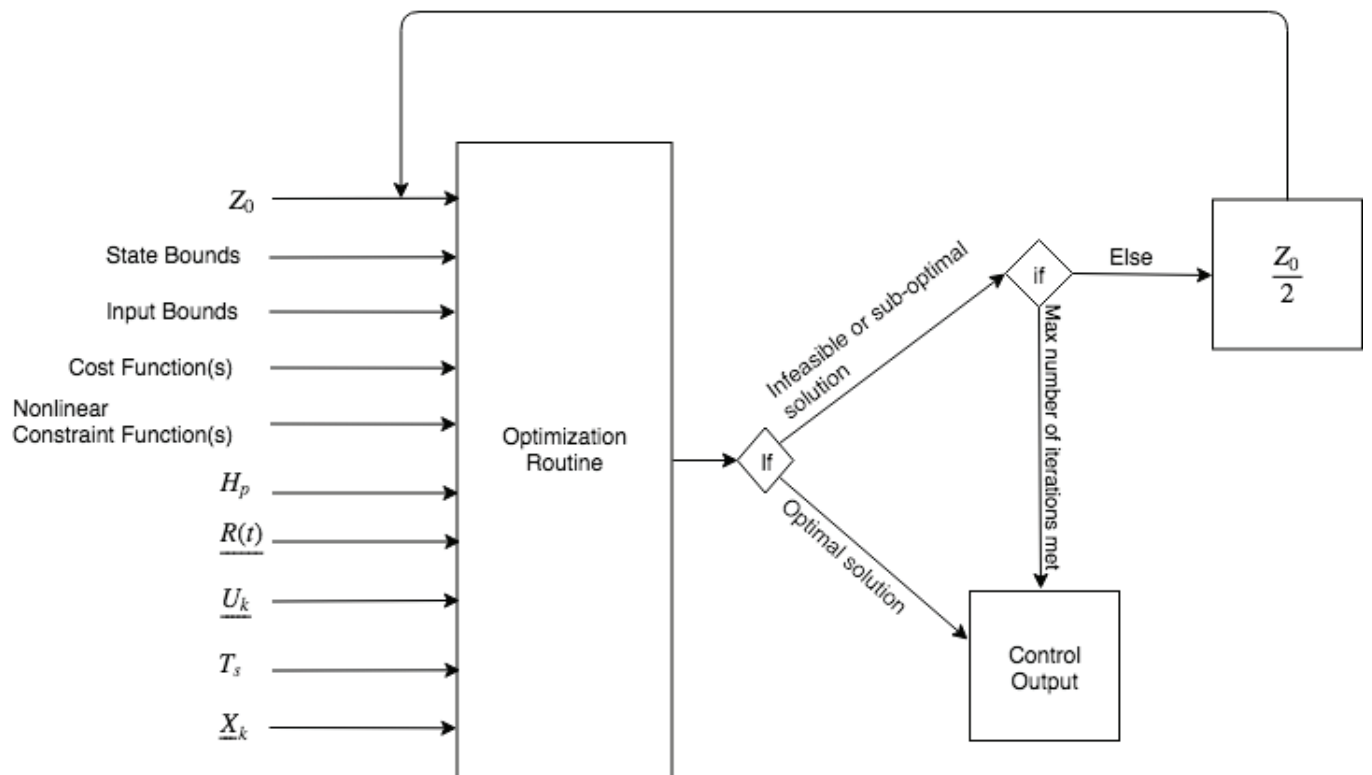 Z₀
State Bounds
Input Bounds
Cost Function(s)
Nonlinear
Constraint Function(s)
Hₚ
R(t)
Uₖ
Tₛ
Xₖ
Optimization
Routine
If
Infeasible or sub-optimal
solution
Optimal solution
if
Else
Max number of iterations met
Z₀
2
Control
Output